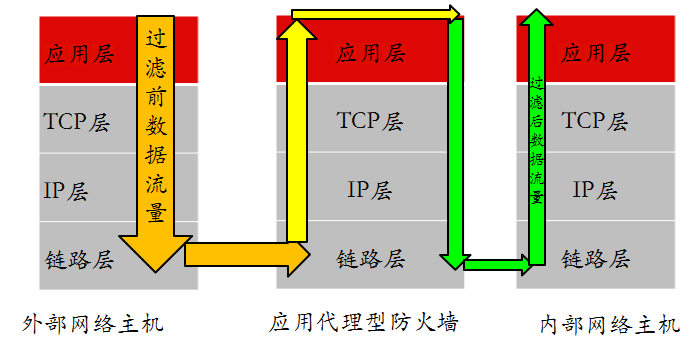 应用层
TCP层
IP层
链路层
过滤前数据流量
外部网络主机
应用层
TCP层
IP层
链路层
应用代理型防火墙
应用层
TCP层
IP层
链路层
过滤后数据流量
内部网络主机